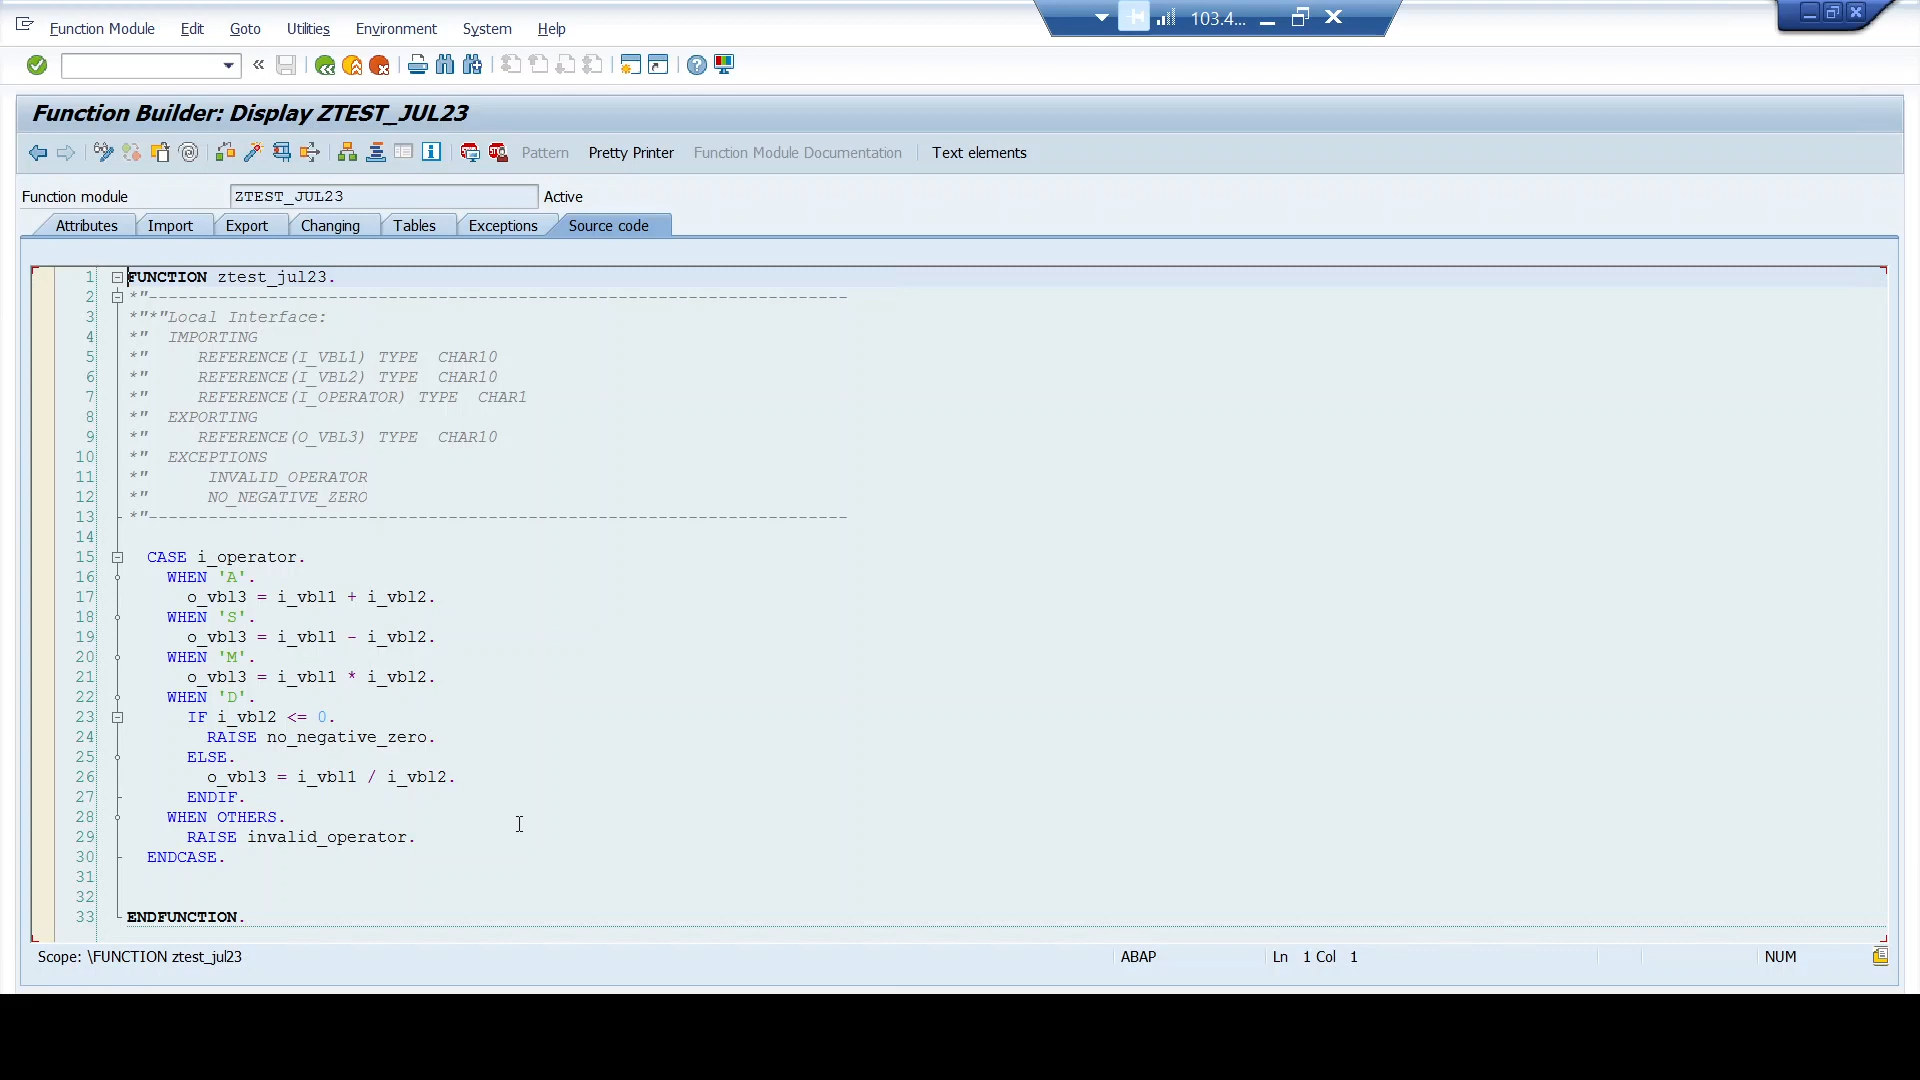 103.4...
Function Module Edit Goto Utilities Environment System Help
Function Builder: Display ZTEST_JUL23
Pattern Pretty Printer Function Module Documentation Text elements
Function module ZTEST_JUL23 Active
Attributes Import Export Changing Tables Exceptions Source code
1 FUNCTION ztest_jul23.
2 *"----------------------------------------------------------------------
3 *"*"Local Interface:
4 *"  IMPORTING
5 *"     REFERENCE(I_VBL1) TYPE  CHAR10
6 *"     REFERENCE(I_VBL2) TYPE  CHAR10
7 *"     REFERENCE(I_OPERATOR) TYPE  CHAR1
8 *"  EXPORTING
9 *"     REFERENCE(O_VBL3) TYPE  CHAR10
10 *"  EXCEPTIONS
11 *"      INVALID_OPERATOR
12 *"      NO_NEGATIVE_ZERO
13 *"----------------------------------------------------------------------
14
15   CASE i_operator.
16     WHEN 'A'.
17       o_vbl3 = i_vbl1 + i_vbl2.
18     WHEN 'S'.
19       o_vbl3 = i_vbl1 - i_vbl2.
20     WHEN 'M'.
21       o_vbl3 = i_vbl1 * i_vbl2.
22     WHEN 'D'.
23       IF i_vbl2 <= 0.
24         RAISE no_negative_zero.
25       ELSE.
26         o_vbl3 = i_vbl1 / i_vbl2.
27       ENDIF.
28     WHEN OTHERS.
29       RAISE invalid_operator.
30   ENDCASE.
31
32
33 ENDFUNCTION.
Scope: \FUNCTION ztest_jul23 ABAP Ln 1 Col 1 NUM